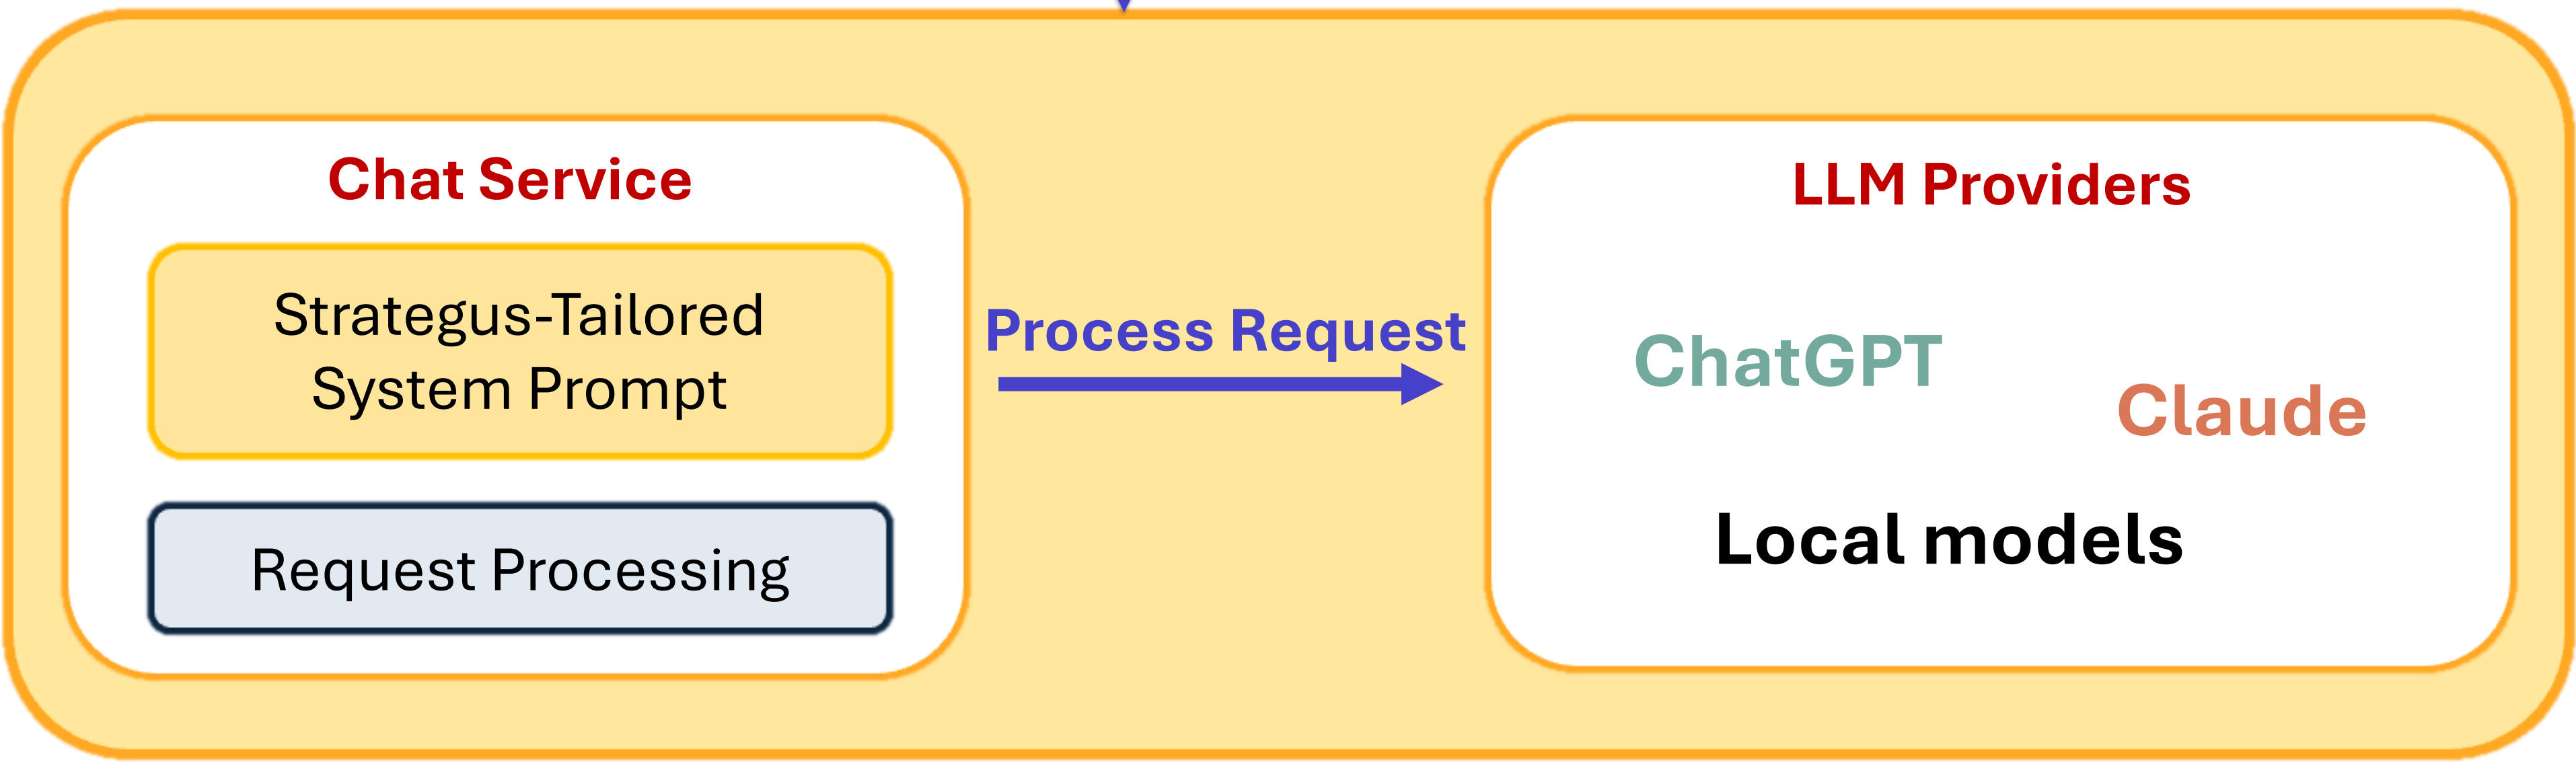 Chat Service
Strategus-Tailored
System Prompt
Request Processing
Process Request
LLM Providers
ChatGPT
Claude
Local models